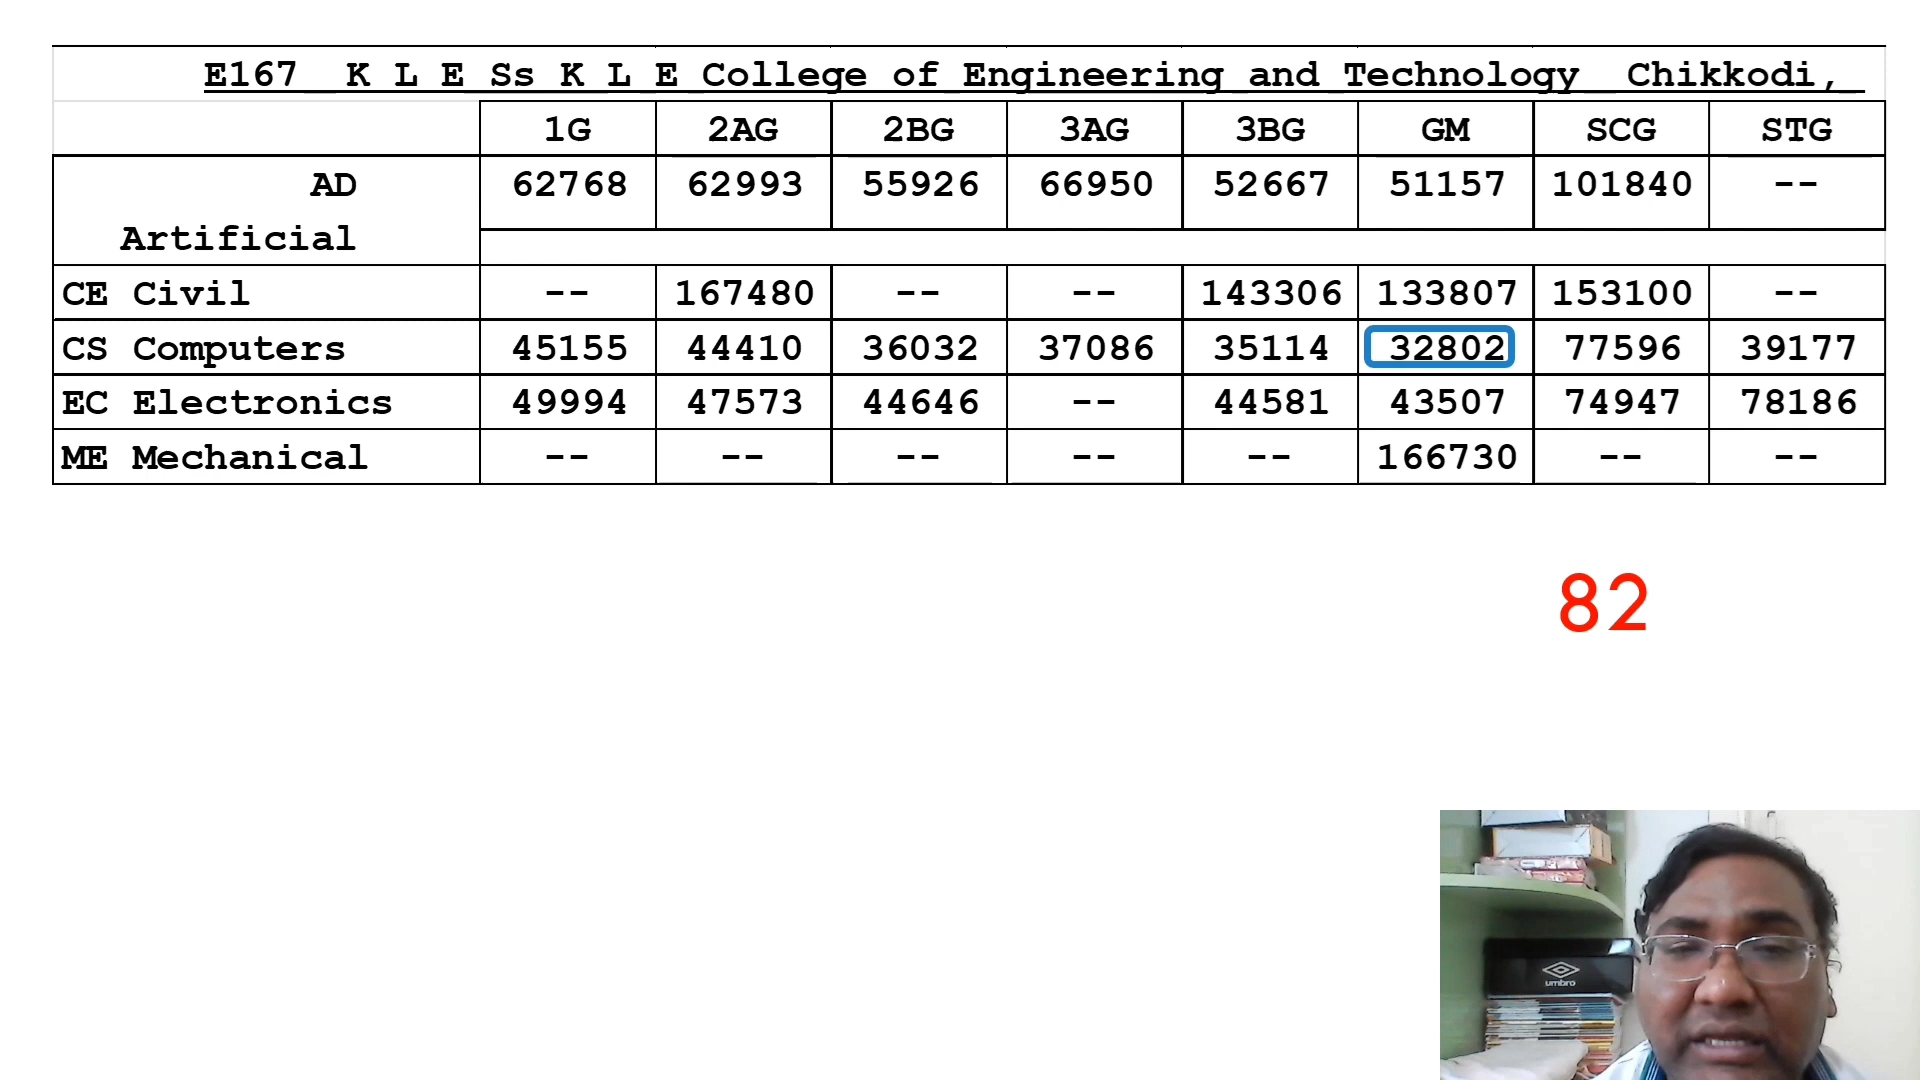 E167 K L E Ss K L E College of Engineering and Technology Chikkodi,
1G 2AG 2BG 3AG 3BG GM SCG STG
AD 62768 62993 55926 66950 52667 51157 101840 --
Artificial
CE Civil -- 167480 -- -- 143306 133807 153100 --
CS Computers 45155 44410 36032 37086 35114 32802 77596 39177
EC Electronics 49994 47573 44646 -- 44581 43507 74947 78186
ME Mechanical -- -- -- -- -- 166730 -- --
82
umbro